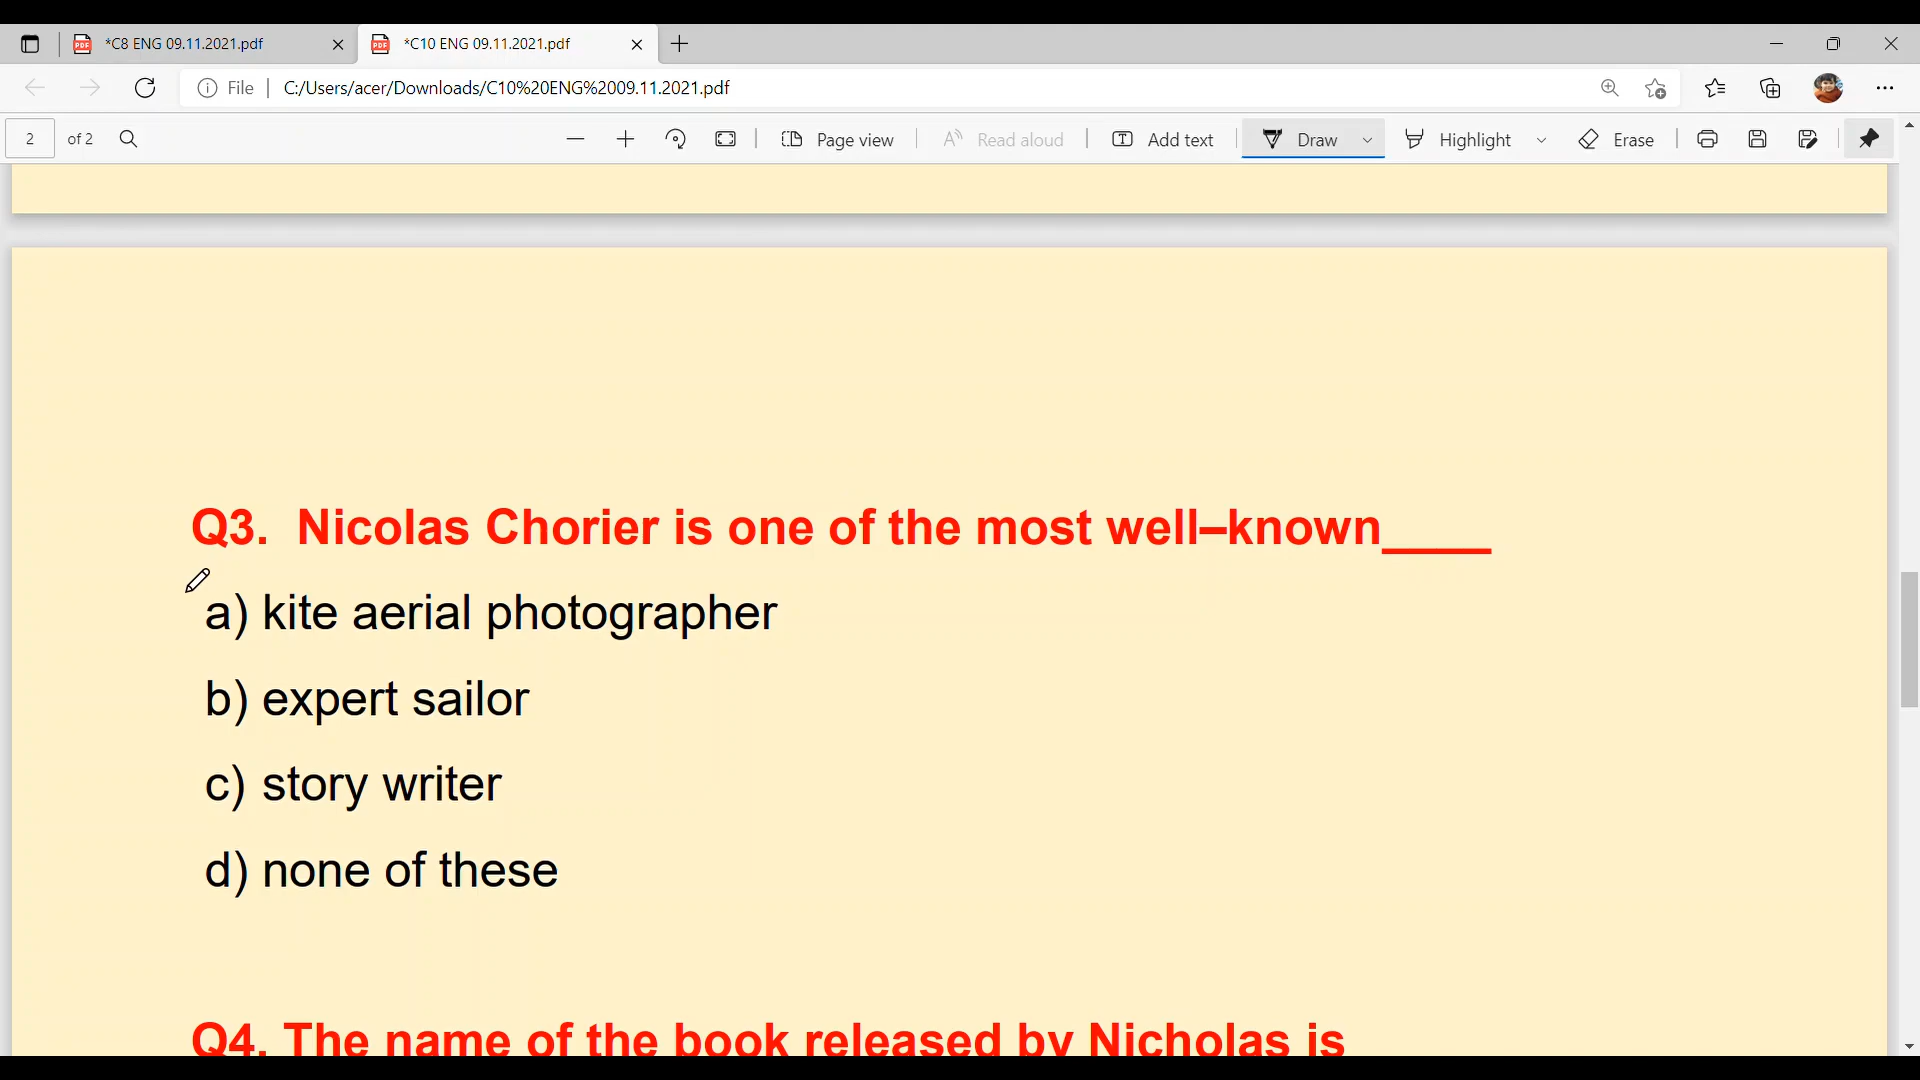 *C8 ENG 09.11.2021.pdf
*C10 ENG 09.11.2021.pdf
File
C:/Users/acer/Downloads/C10%20ENG%2009.11.2021.pdf
2 of 2
Page view
Read aloud
Add text
Draw
Highlight
Erase
Q3. Nicolas Chorier is one of the most well–known____
a) kite aerial photographer
b) expert sailor
c) story writer
d) none of these
Q4. The name of the book released by Nicholas is